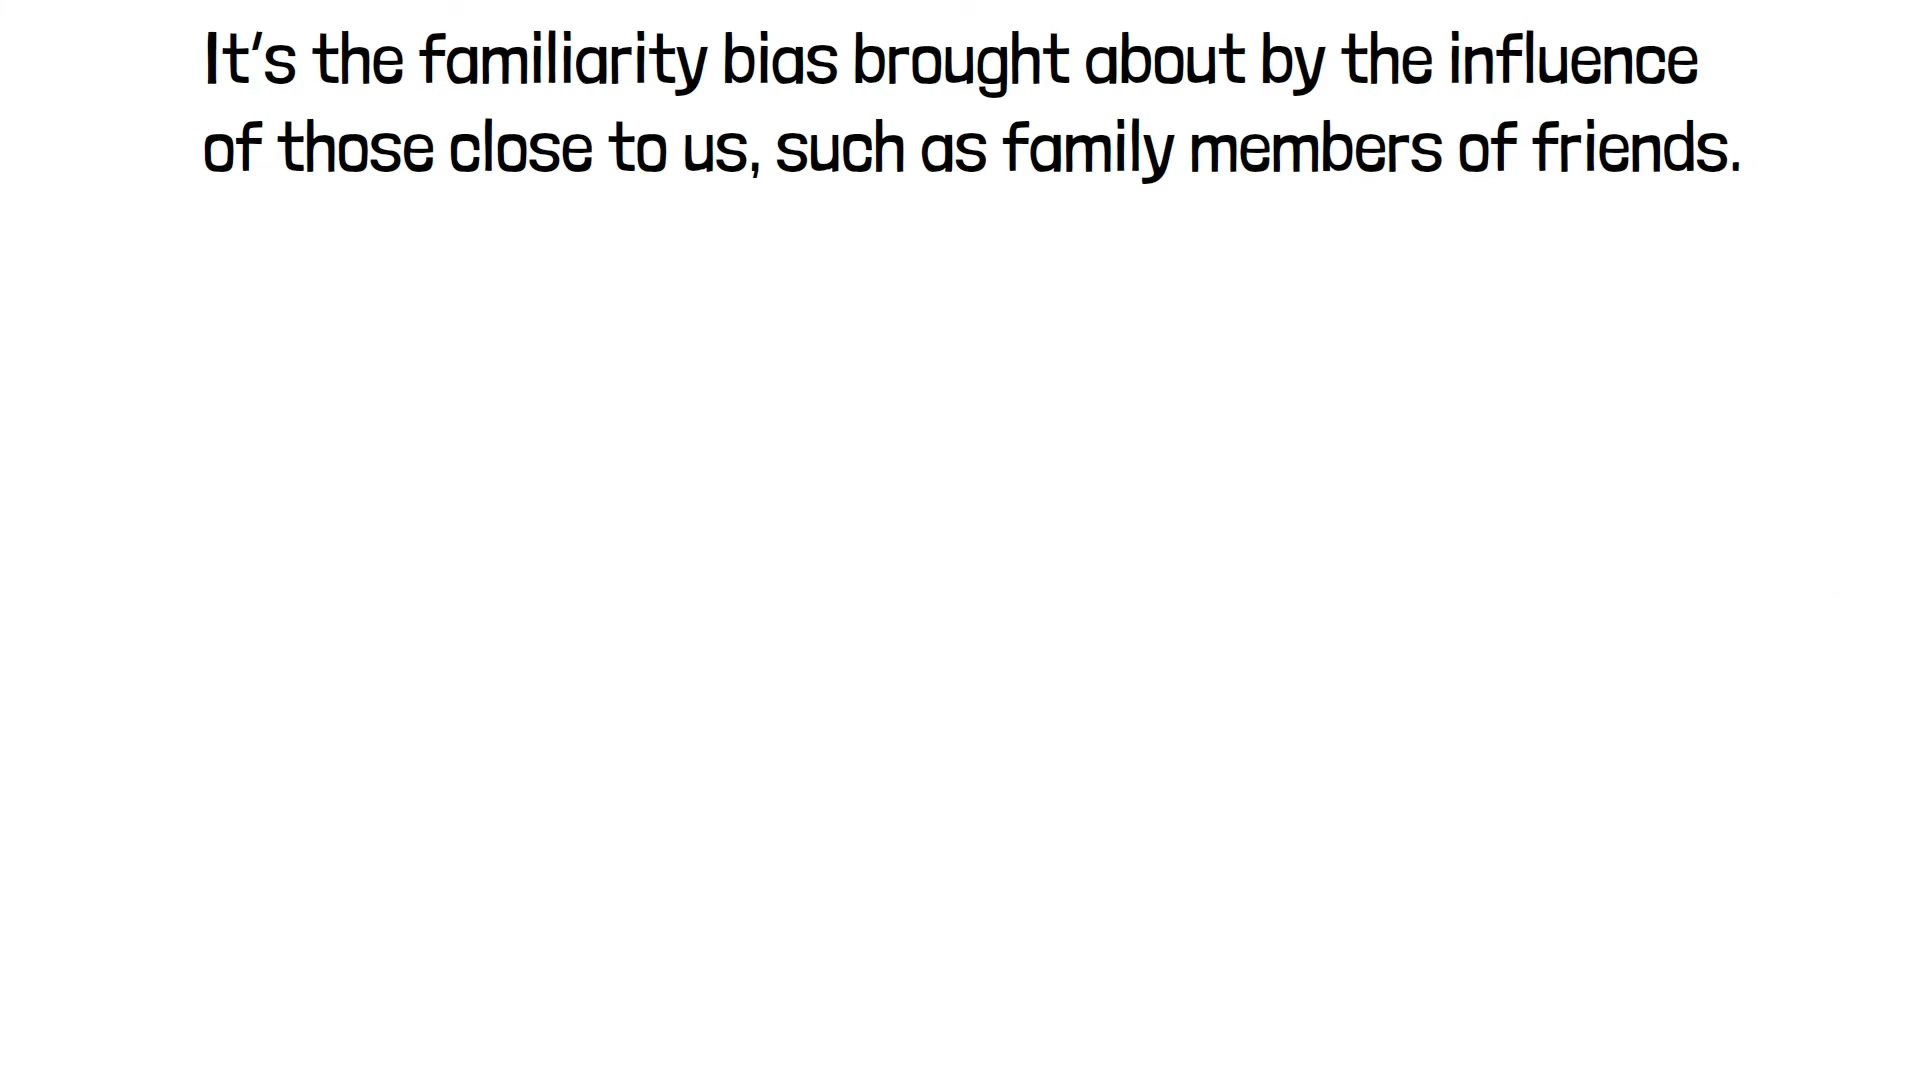 It's the familiarity bias brought about by the influence
of those close to us, such as family members of friends.